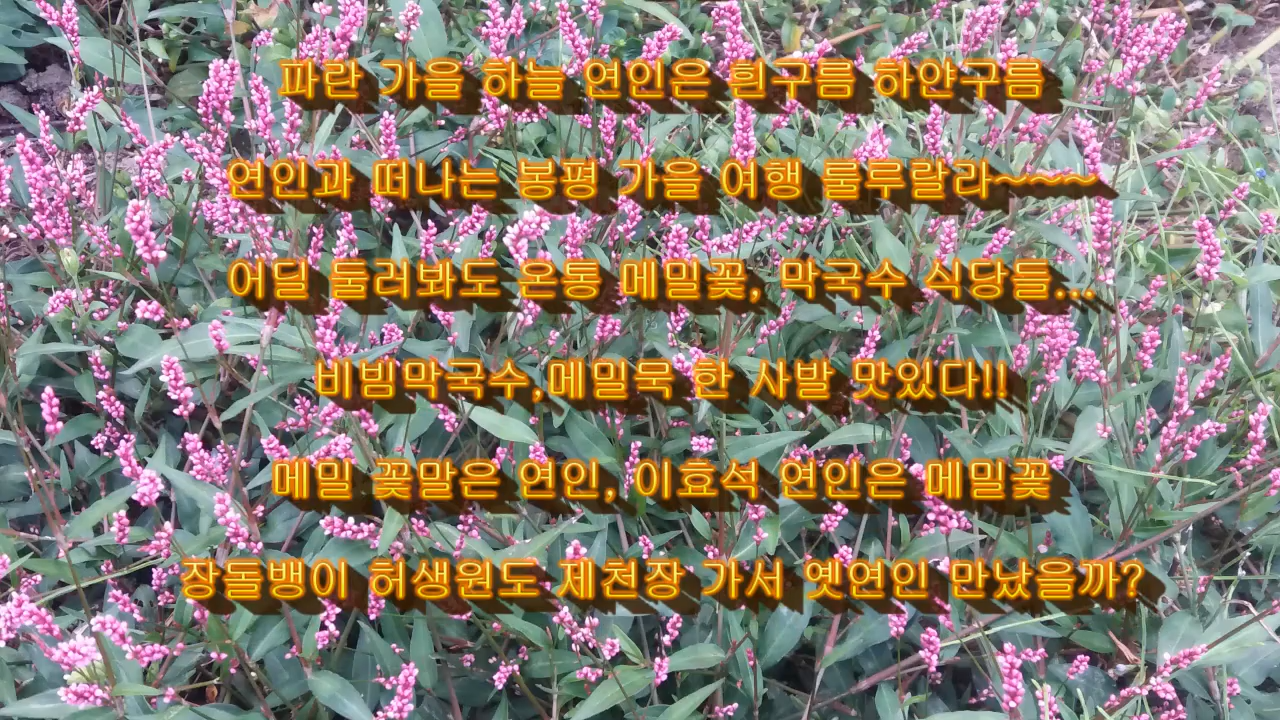 파란 가을 하늘 연인은 흰구름 하얀구름
연인과 떠나는 봉평 가을 여행 룰루랄라~~~
어딜 둘러봐도 온통 메밀꽃, 막국수 식당들...
비빔막국수,메밀묵 한 사발 맛있다!!
메밀 꽃말은 연인, 이효석 연인은 메밀꽃
장돌뱅이 허생원도 제천장 가서 옛연인 만났을까?